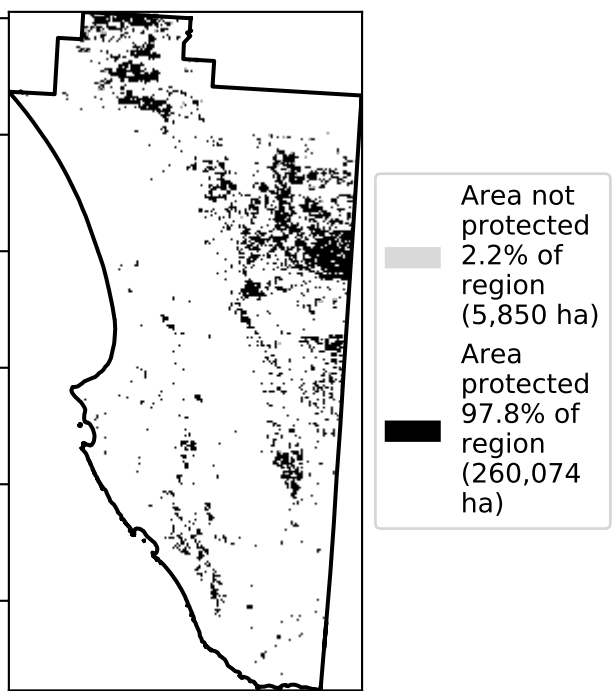 Area not
protected
2.2% of
region
(5,850 ha)
Area
protected
97.8% of
region
(260,074
ha)